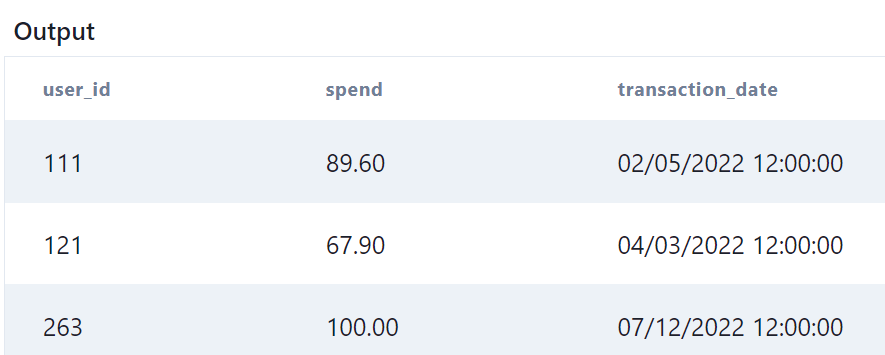 Output
user_id spend transaction_date
111 89.60 02/05/2022 12:00:00
121 67.90 04/03/2022 12:00:00
263 100.00 07/12/2022 12:00:00